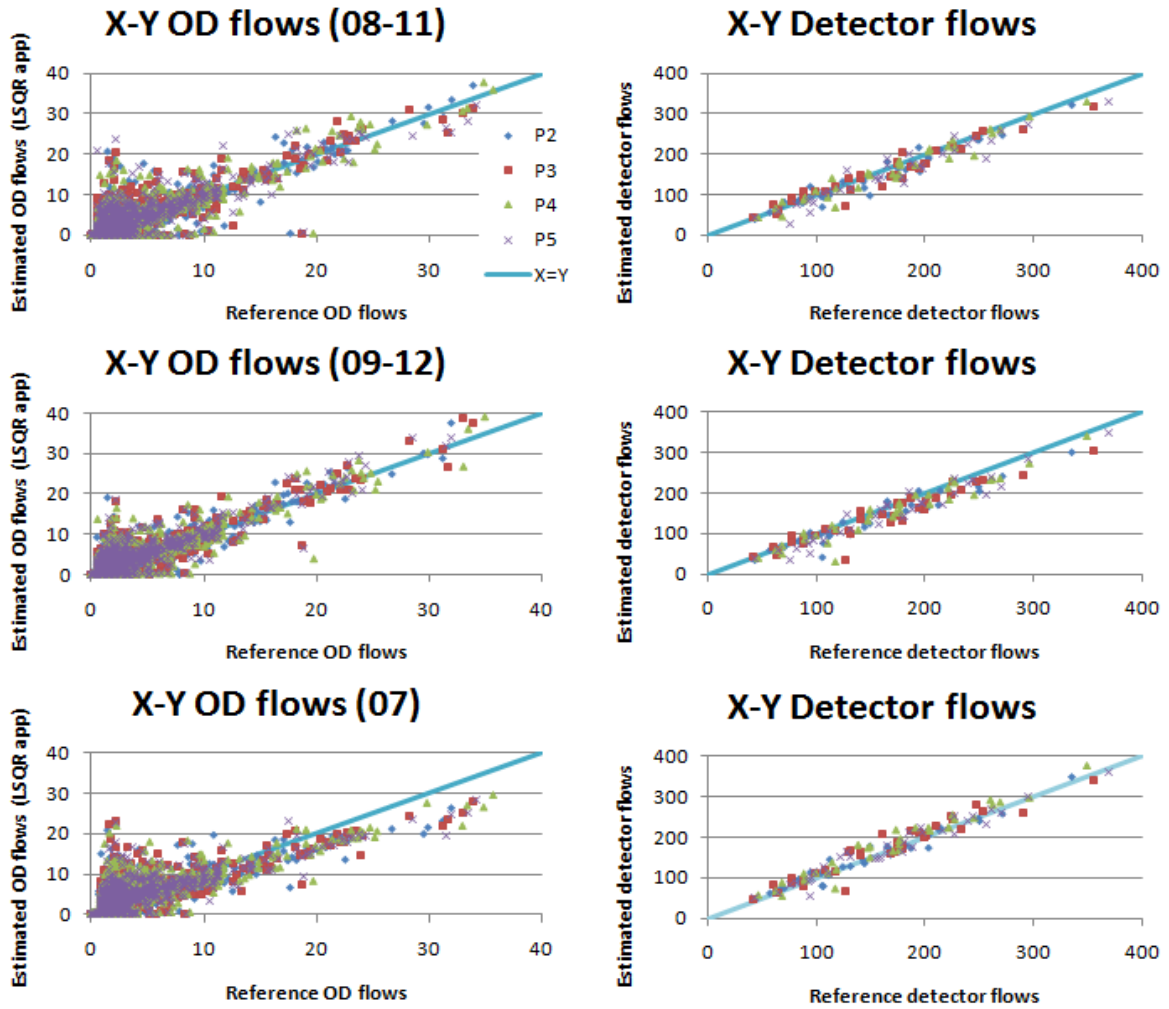 X-Y OD flows (08-11)
Estimated OD flows (LSQR app)
40
30
20
10
0
0 10 20 30
Reference OD flows
P2
P3
P4
P5
X=Y
X-Y Detector flows
Estimated detector flows
400
300
200
100
0
0 100 200 300 400
Reference detector flows
X-Y OD flows (09-12)
Estimated OD flows (LSQR app)
40
30
20
10
0
0 10 20 30 40
Reference OD flows
X-Y Detector flows
Estimated detector flows
400
300
200
100
0
0 100 200 300 400
Reference detector flows
X-Y OD flows (07)
Estimated OD flows (LSQR app)
40
30
20
10
0
0 10 20 30 40
Reference OD flows
X-Y Detector flows
Estimated detector flows
400
300
200
100
0
0 100 200 300 400
Reference detector flows